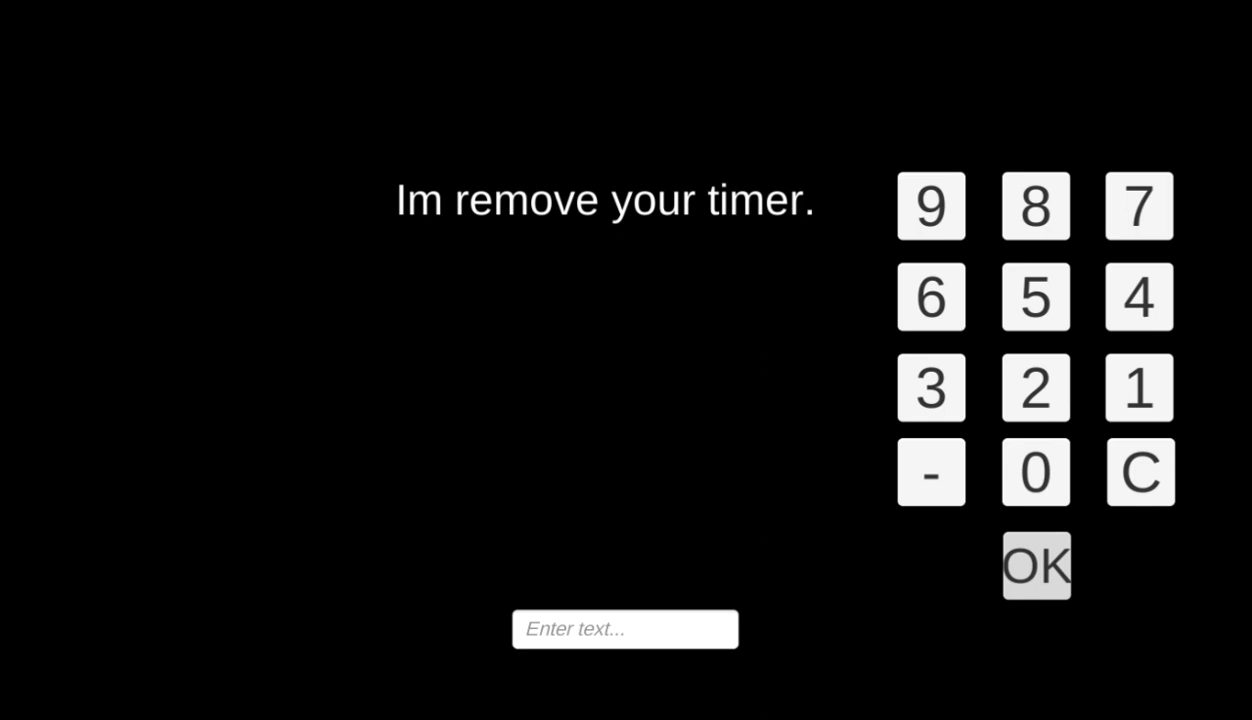 Im remove your timer.
9 8 7
6 5 4
3 2 1
- 0 C
OK
Enter text...